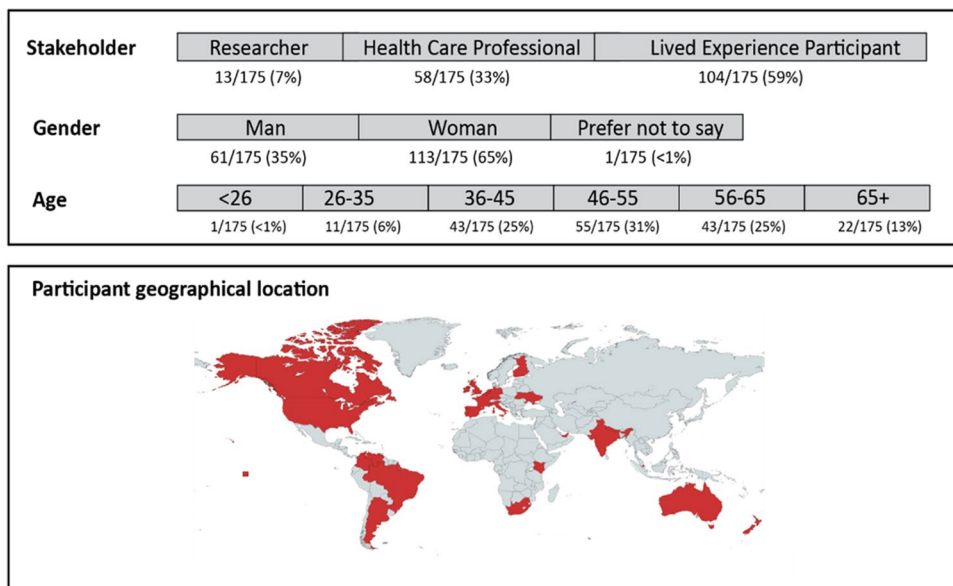 Stakeholder Researcher Health Care Professional Lived Experience Participant
13/175 (7%) 58/175 (33%) 104/175 (59%)
Gender Man Woman Prefer not to say
61/175 (35%) 113/175 (65%) 1/175 (<1%)
Age <26 26-35 36-45 46-55 56-65 65+
1/175 (<1%) 11/175 (6%) 43/175 (25%) 55/175 (31%) 43/175 (25%) 22/175 (13%)
Participant geographical location